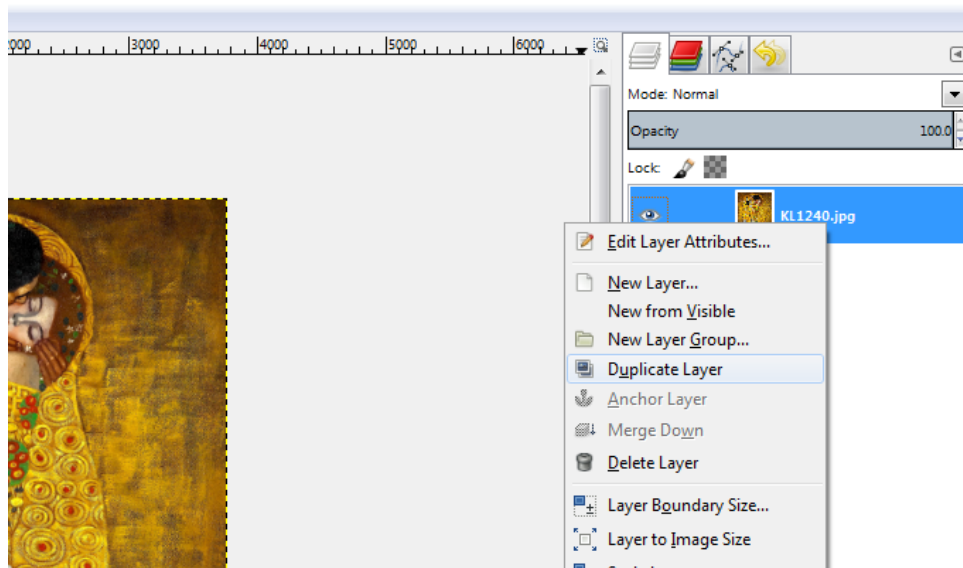 3000 4000 5000 6000
Mode: Normal
Opacity 100.0
Lock:
KL1240.jpg
Edit Layer Attributes...
New Layer...
New from Visible
New Layer Group...
Duplicate Layer
Anchor Layer
Merge Down
Delete Layer
Layer Boundary Size...
Layer to Image Size